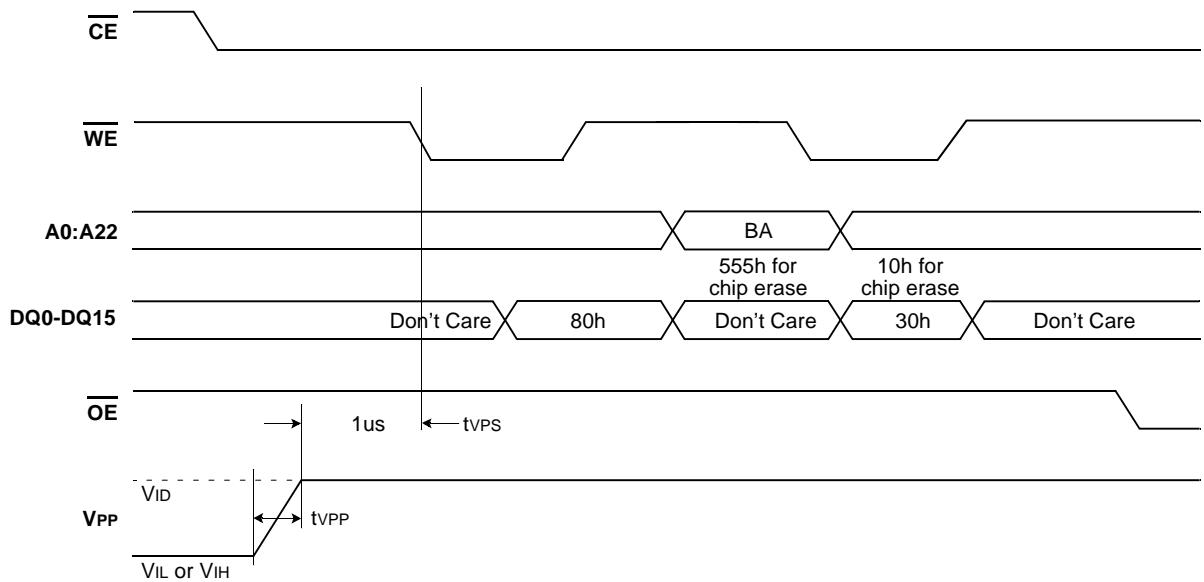 CE
WE
A0:A22
BA
555h for
chip erase
10h for
chip erase
DQ0-DQ15
Don't Care
80h
Don't Care
30h
Don't Care
OE
1us
tVPS
VID
VPP
tVPP
VIL or VIH